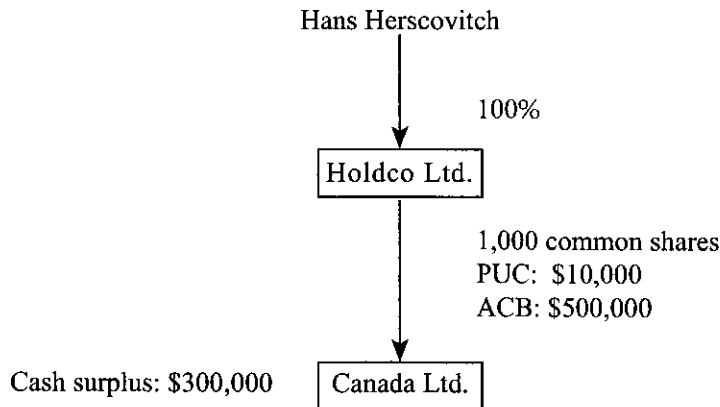 Hans Herscovitch
100%
Holdco Ltd.
1,000 common shares
PUC: $10,000
ACB: $500,000
Cash surplus: $300,000
Canada Ltd.